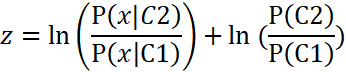 z = ln (P(x|C2) / P(x|C1)) + ln (P(C2) / P(C1))